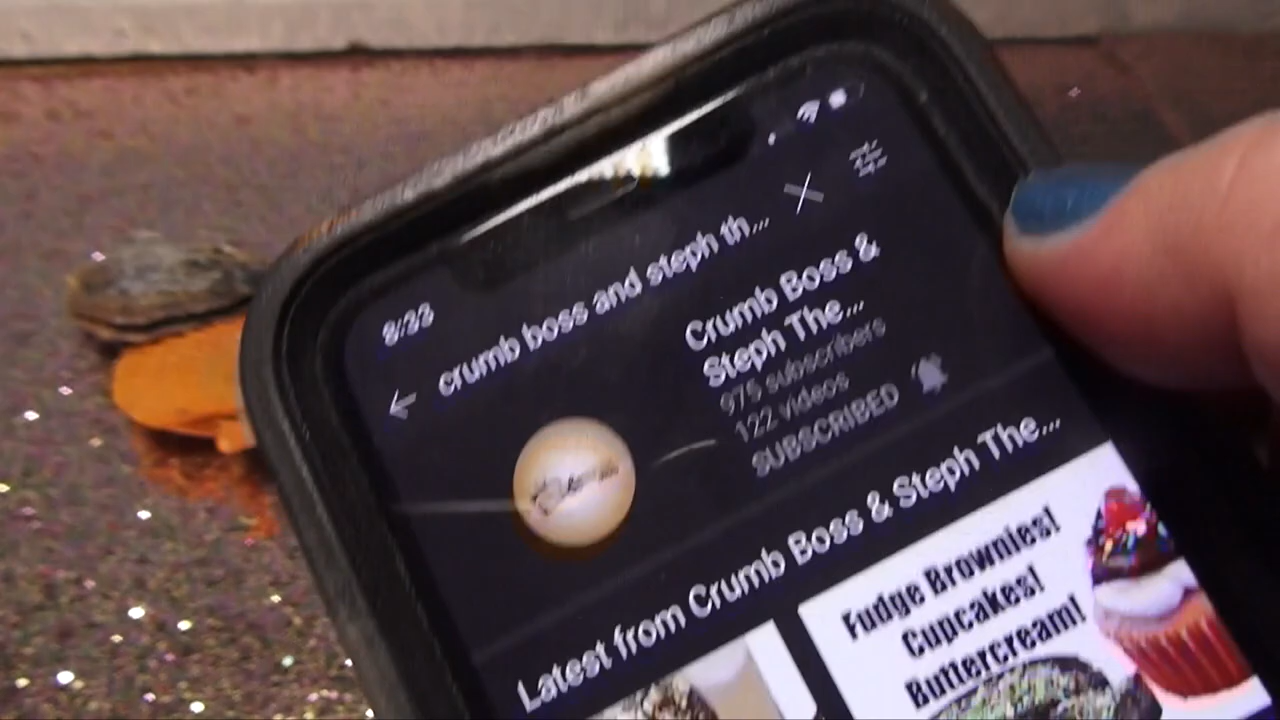 8:33
crumb boss and steph th...
Crumb Boss &
Steph The...
975 subscribers
122 videos
SUBSCRIBED
Latest from Crumb Boss & Steph The...
Fudge Brownies!
Cupcakes!
Buttercream!